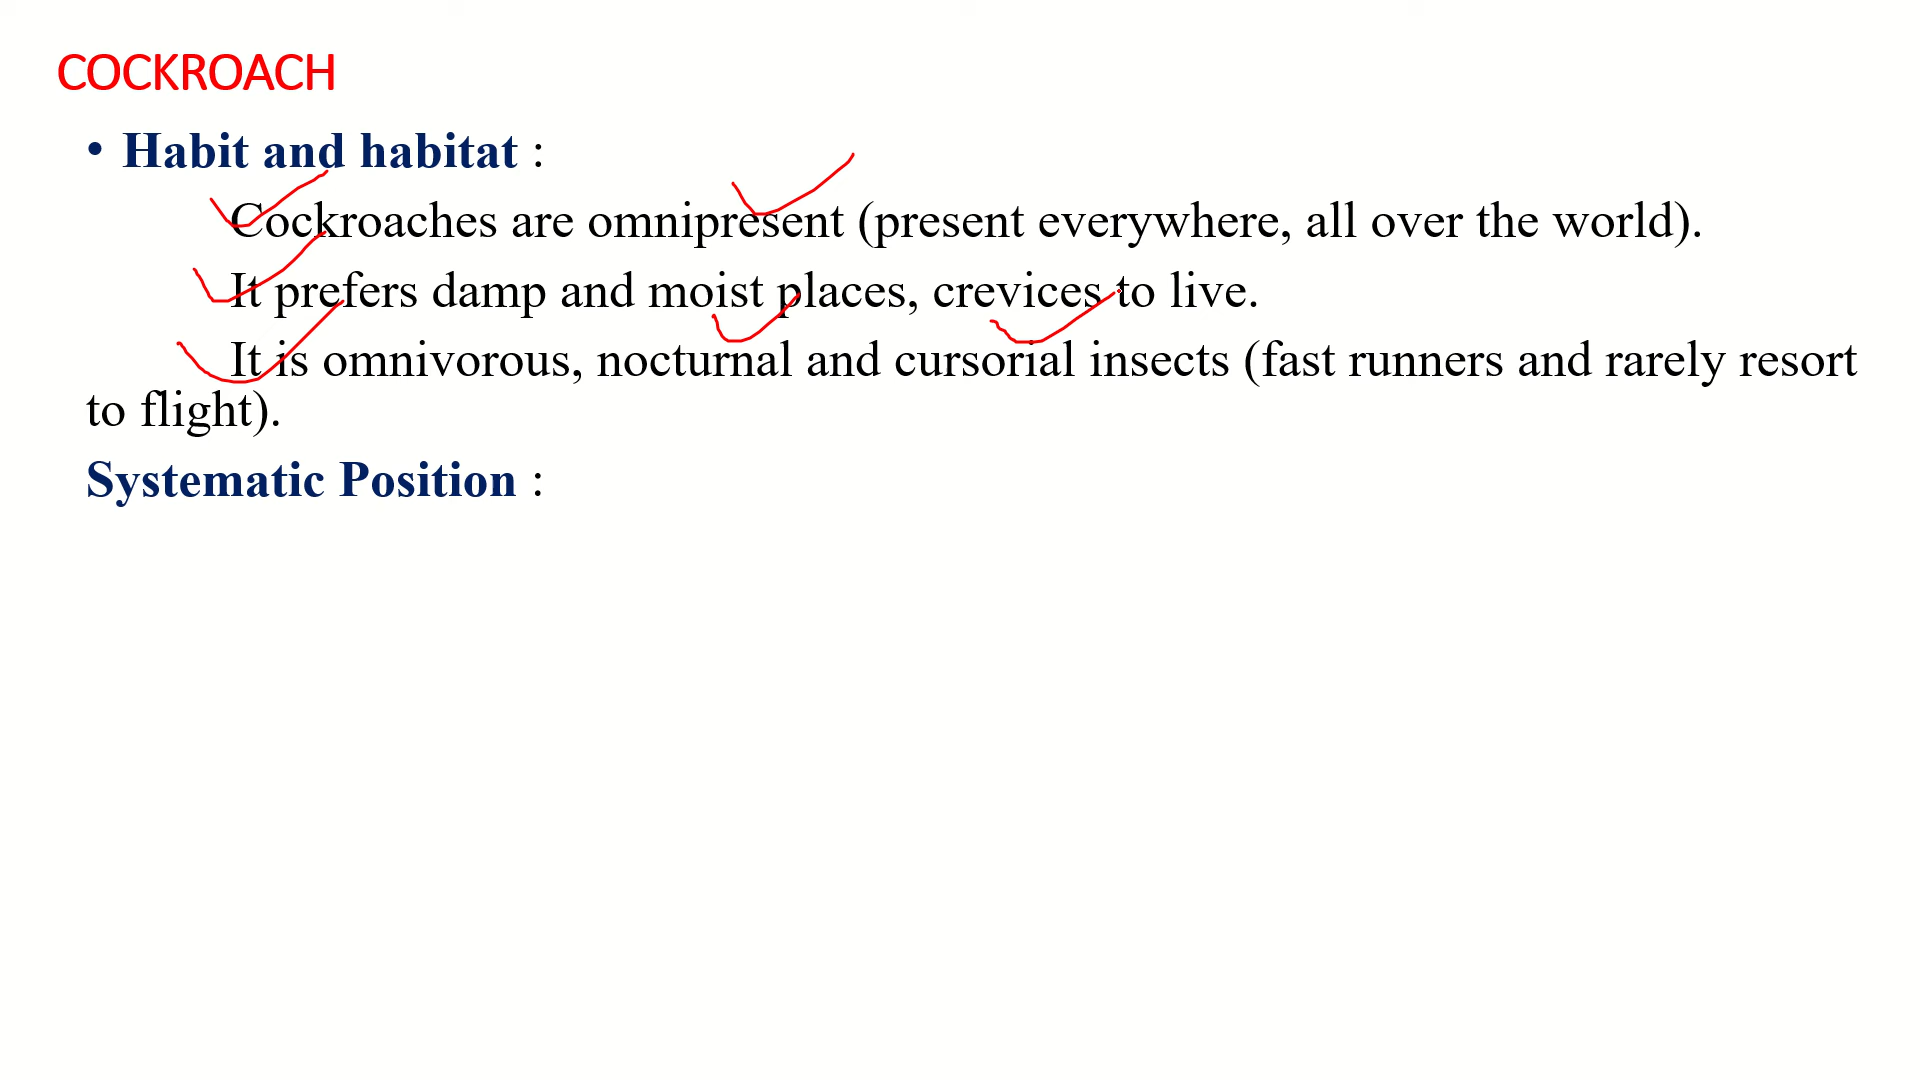 COCKROACH
• Habit and habitat :
Cockroaches are omnipresent (present everywhere, all over the world).
It prefers damp and moist places, crevices to live.
It is omnivorous, nocturnal and cursorial insects (fast runners and rarely resort
to flight).
Systematic Position :